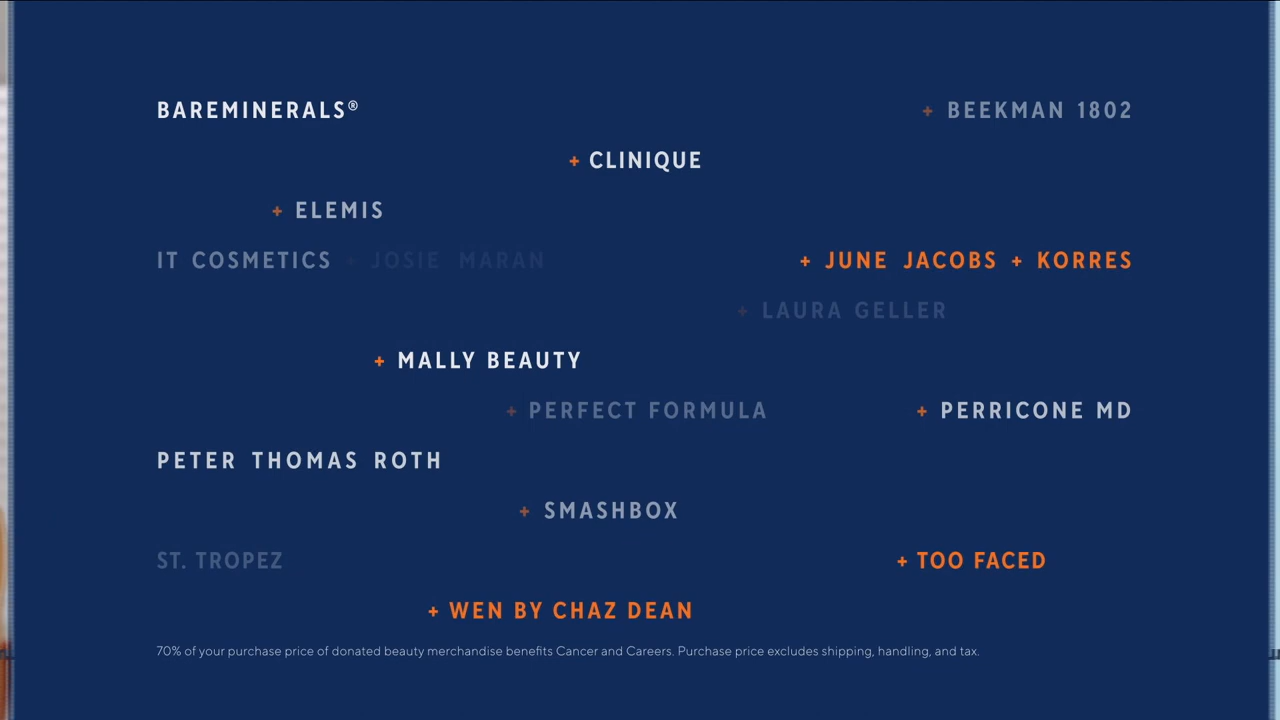 BAREMINERALS® + BEEKMAN 1802
+ CLINIQUE
+ ELEMIS
IT COSMETICS + JOSIE MARAN + JUNE JACOBS + KORRES
+ LAURA GELLER
+ MALLY BEAUTY
+ PERFECT FORMULA + PERRICONE MD
PETER THOMAS ROTH
+ SMASHBOX
ST. TROPEZ + TOO FACED
+ WEN BY CHAZ DEAN
70% of your purchase price of donated beauty merchandise benefits Cancer and Careers. Purchase price excludes shipping, handling, and tax.